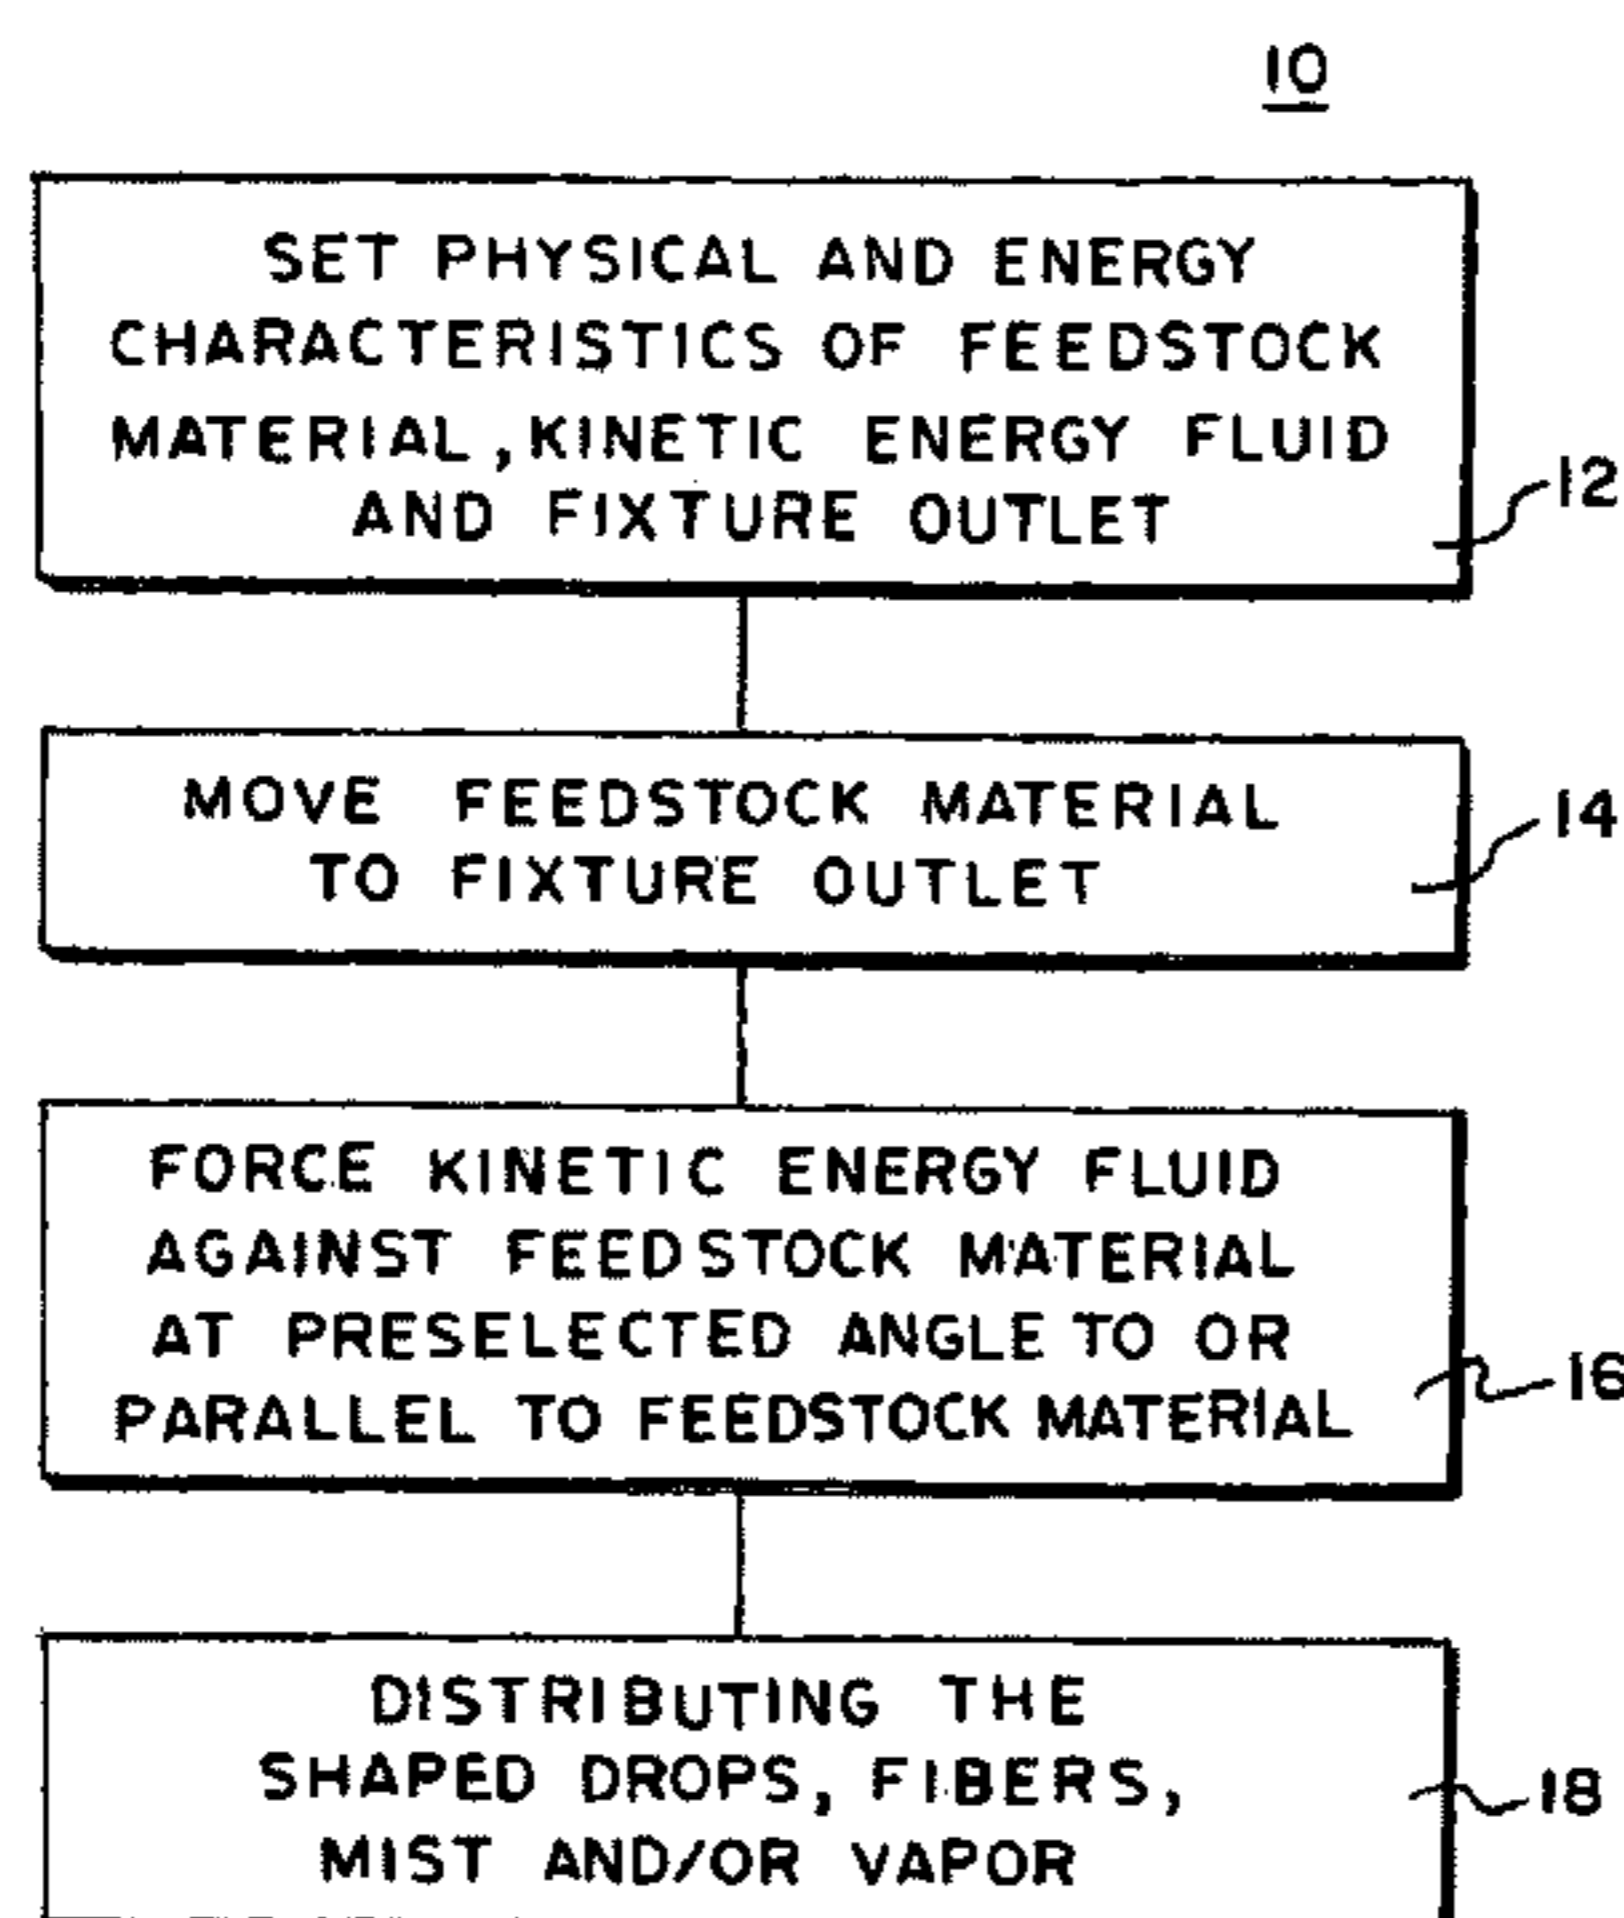 10
SET PHYSICAL AND ENERGY
CHARACTERISTICS OF FEEDSTOCK
MATERIAL, KINETIC ENERGY FLUID
AND FIXTURE OUTLET
12
MOVE FEEDSTOCK MATERIAL
TO FIXTURE OUTLET
14
FORCE KINETIC ENERGY FLUID
AGAINST FEEDSTOCK MATERIAL
AT PRESELECTED ANGLE TO OR
PARALLEL TO FEEDSTOCK MATERIAL
16
DISTRIBUTING THE
SHAPED DROPS, FIBERS,
MIST AND/OR VAPOR
18